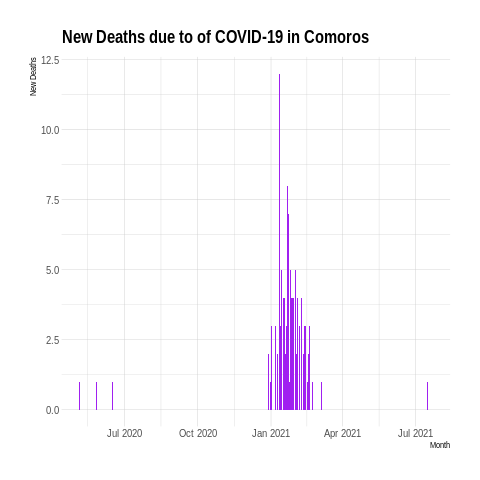 New Deaths due to of COVID-19 in Comoros
New Deaths
12.5
10.0
7.5
5.0
2.5
0.0
Jul 2020 Oct 2020 Jan 2021 Apr 2021 Jul 2021
Month